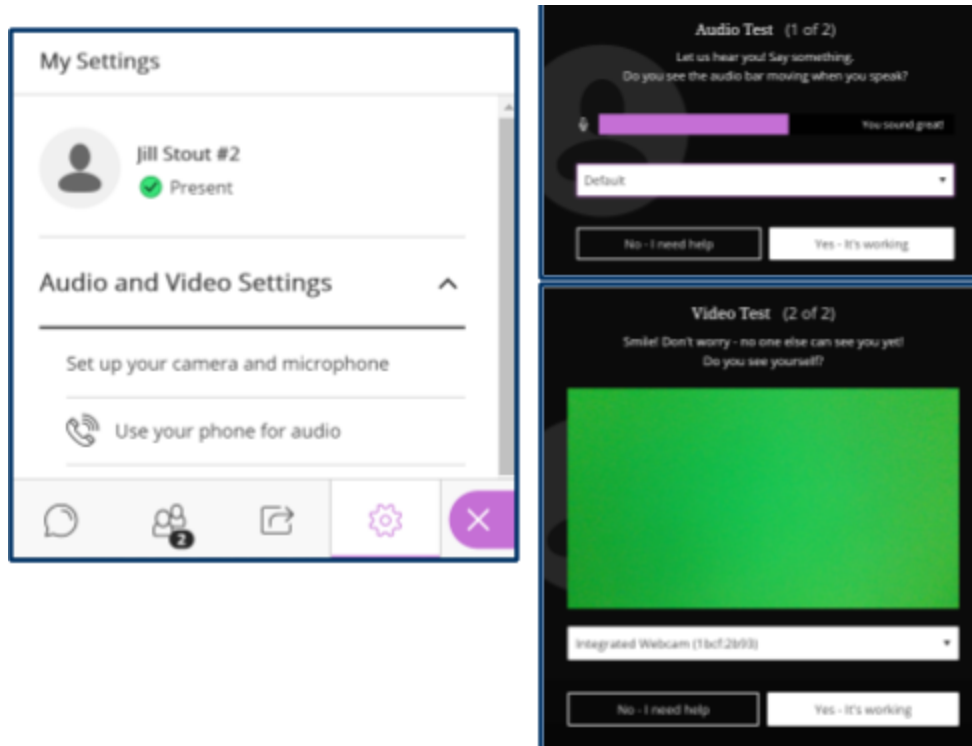 My Settings
Jill Stout #2
Present
Audio and Video Settings
Set up your camera and microphone
Use your phone for audio
2
Audio Test (1 of 2)
Let us hear you! Say something.
Do you see the audio bar moving when you speak?
You sound great!
Default
No - I need help
Yes - It's working
Video Test (2 of 2)
Smile! Don't worry - no one else can see you yet!
Do you see yourself?
Integrated Webcam (1bcf:2b93)
No - I need help
Yes - It's working